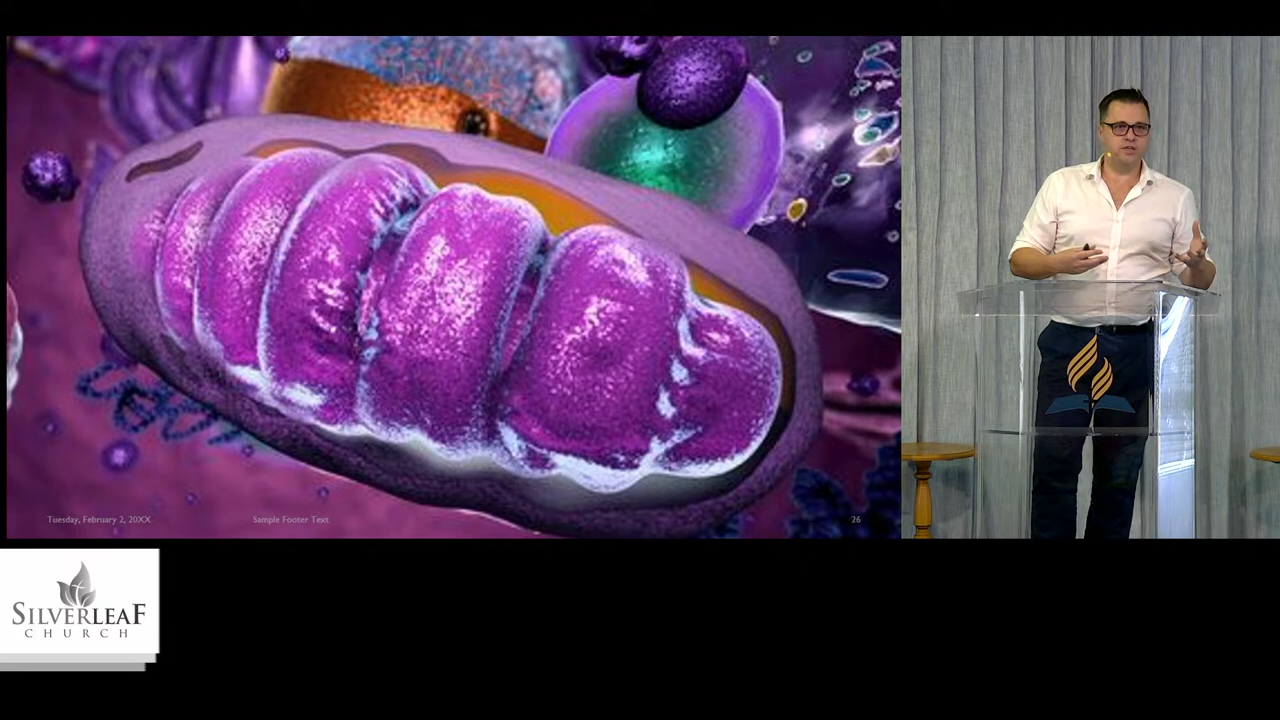 Tuesday, February 2, 20XX
Sample Footer Text
26
SILVERLEAF
CHURCH